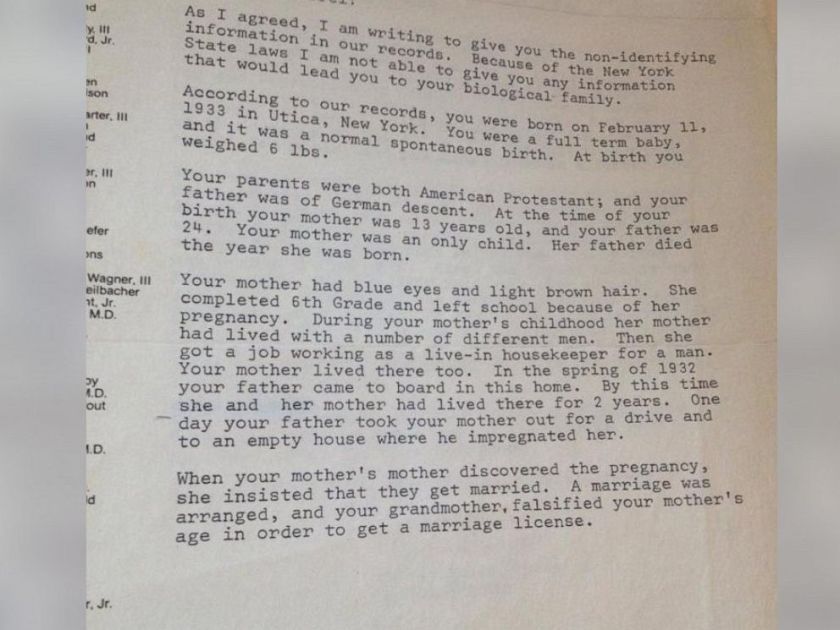 As I agreed, I am writing to give you the non-identifying
information in our records. Because of the New York
State laws I am not able to give you any information
that would lead you to your biological family.
According to our records, you were born on February 11,
1933 in Utica, New York. You were a full term baby,
and it was a normal spontaneous birth. At birth you
weighed 6 lbs.
Your parents were both American Protestant; and your
father was of German descent. At the time of your
birth your mother was 13 years old, and your father was
24. Your mother was an only child. Her father died
the year she was born.
Your mother had blue eyes and light brown hair. She
completed 6th Grade and left school because of her
pregnancy. During your mother's childhood her mother
had lived with a number of different men. Then she
got a job working as a live-in housekeeper for a man.
Your mother lived there too. In the spring of 1932
your father came to board in this home. By this time
she and her mother had lived there for 2 years. One
day your father took your mother out for a drive and
to an empty house where he impregnated her.
When your mother's mother discovered the pregnancy,
she insisted that they get married. A marriage was
arranged, and your grandmother, falsified your mother's
age in order to get a marriage license.
III
Jr.
III
Wagner, III
Jr.
M.D.
M.D.
M.D.
Jr.